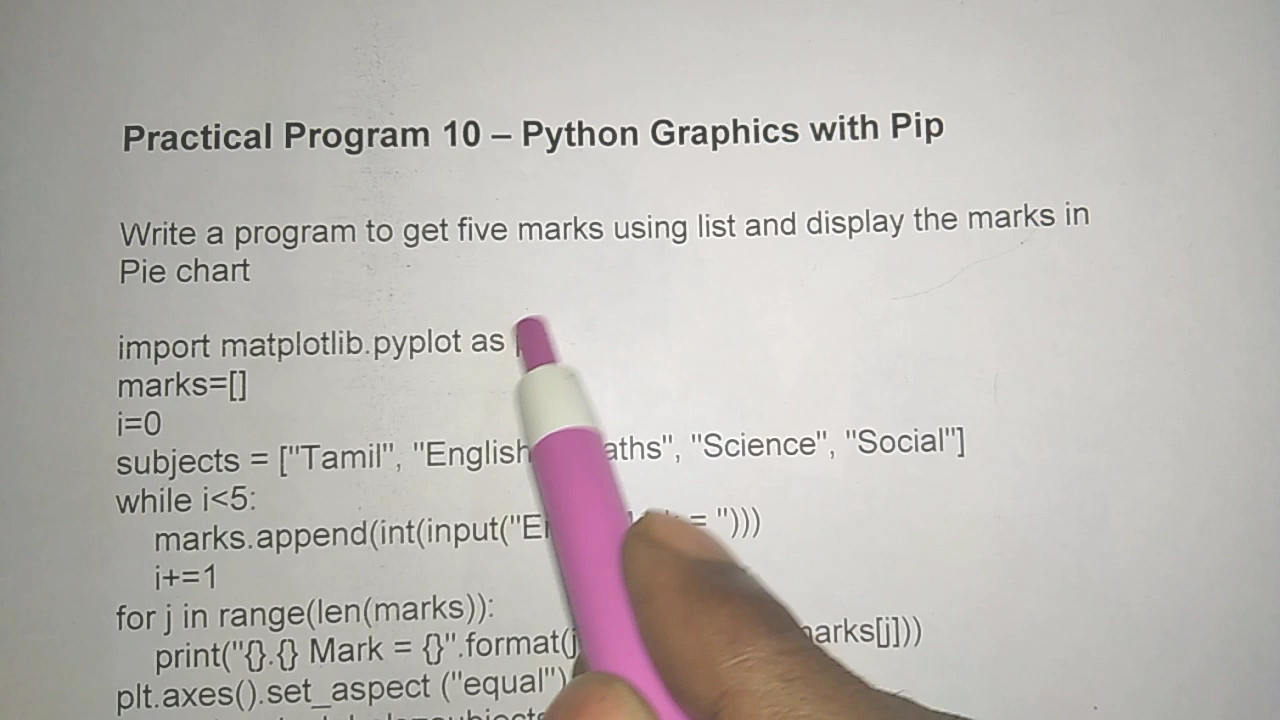 Practical Program 10 – Python Graphics with Pip
Write a program to get five marks using list and display the marks in
Pie chart
import matplotlib.pyplot as
marks=[]
i=0
subjects = ["Tamil", "English aths", "Science", "Social"]
while i<5:
marks.append(int(input("E = ")))
i+=1
for j in range(len(marks)):
print("{}.{} Mark = {}".format(j arks[j]))
plt.axes().set_aspect ("equal")